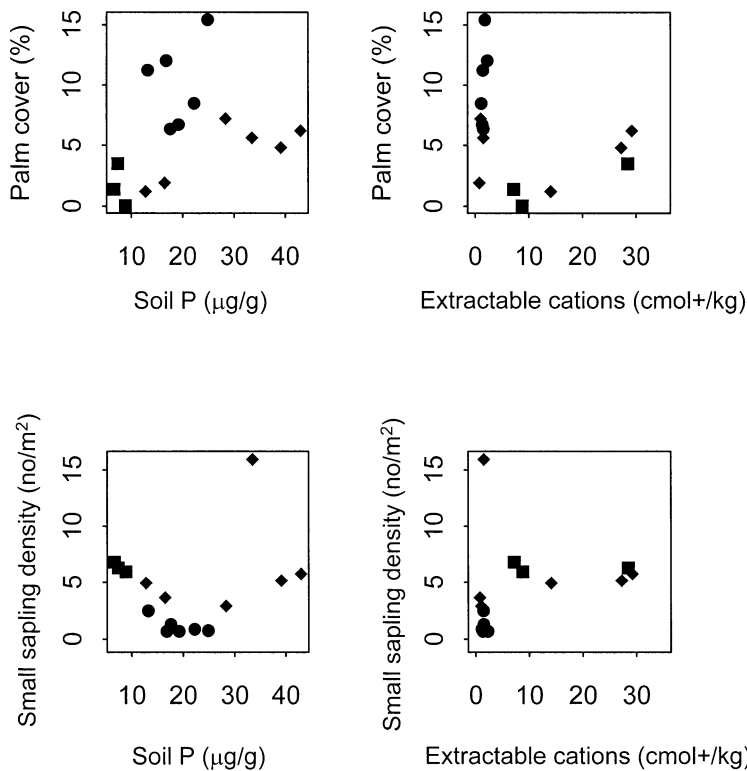 Palm cover (%)
15
10
5
0
10 20 30 40
Soil P (μg/g)
Palm cover (%)
15
10
5
0
0 10 20 30
Extractable cations (cmol+/kg)
Small sapling density (no/m²)
15
10
5
0
10 20 30 40
Soil P (μg/g)
Small sapling density (no/m²)
15
10
5
0
0 10 20 30
Extractable cations (cmol+/kg)